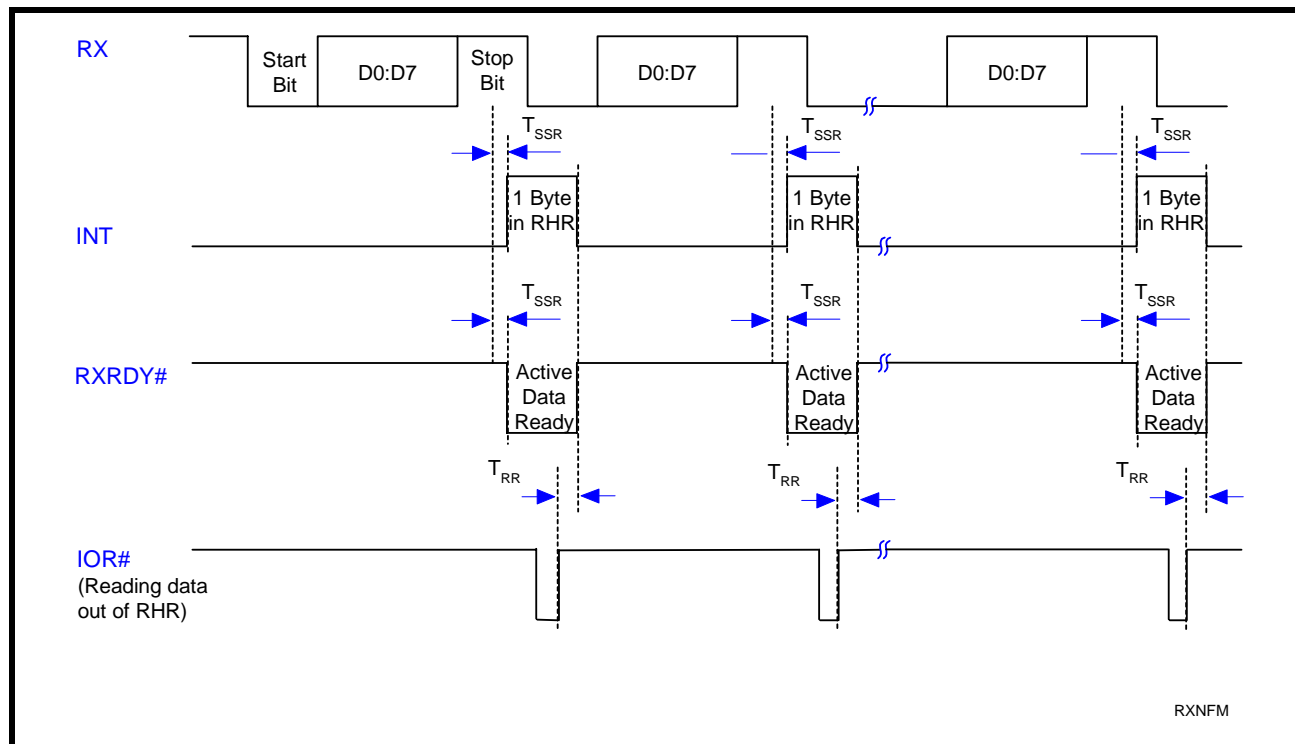 RX
Start
Bit
D0:D7
Stop
Bit
D0:D7
D0:D7
TSSR
TSSR
TSSR
INT
1 Byte
in RHR
1 Byte
in RHR
1 Byte
in RHR
TSSR
TSSR
TSSR
RXRDY#
Active
Data
Ready
Active
Data
Ready
Active
Data
Ready
TRR
TRR
TRR
IOR#
(Reading data
out of RHR)
RXNFM